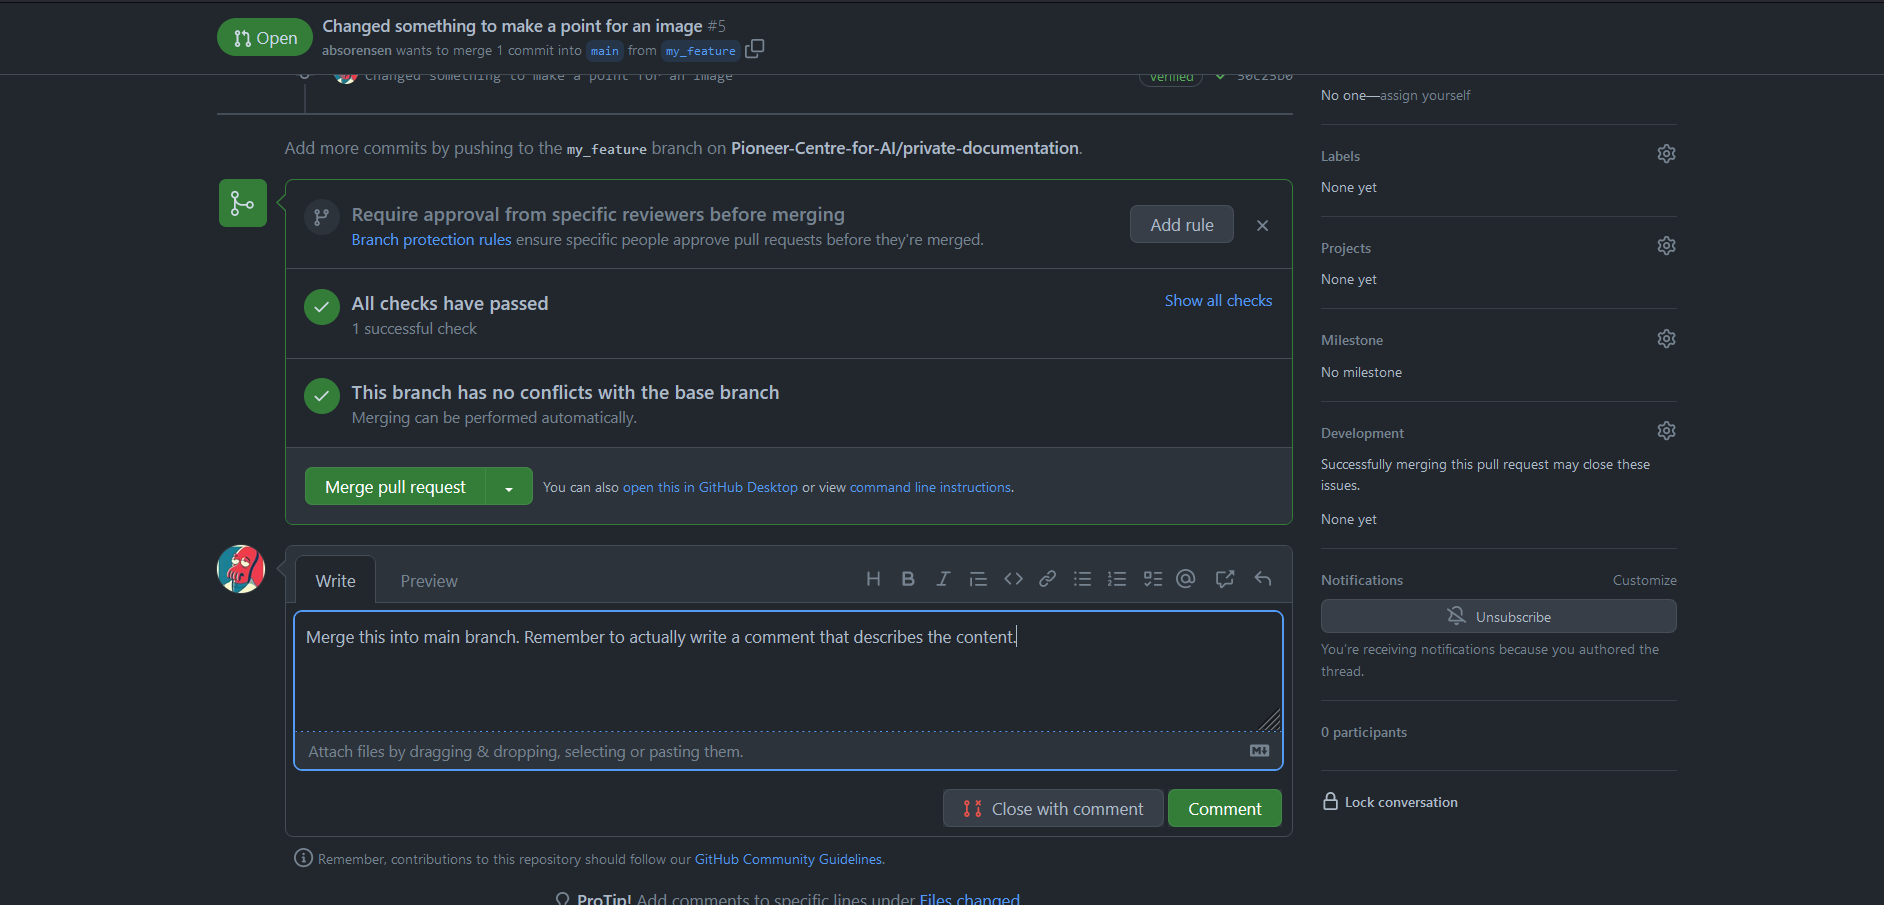 Open
Changed something to make a point for an image #5
absorensen wants to merge 1 commit into main from my_feature
Changed something to make a point for an image
Verified
50c25b0
Add more commits by pushing to the my_feature branch on Pioneer-Centre-for-AI/private-documentation.
Require approval from specific reviewers before merging
Branch protection rules ensure specific people approve pull requests before they're merged.
Add rule
All checks have passed
1 successful check
Show all checks
This branch has no conflicts with the base branch
Merging can be performed automatically.
Merge pull request
You can also open this in GitHub Desktop or view command line instructions.
Write
Preview
Merge this into main branch. Remember to actually write a comment that describes the content.
Attach files by dragging & dropping, selecting or pasting them.
Close with comment
Comment
Remember, contributions to this repository should follow our GitHub Community Guidelines.
ProTip! Add comments to specific lines under Files changed
No one—assign yourself
Labels
None yet
Projects
None yet
Milestone
No milestone
Development
Successfully merging this pull request may close these
issues.
None yet
Notifications
Customize
Unsubscribe
You're receiving notifications because you authored the
thread.
0 participants
Lock conversation